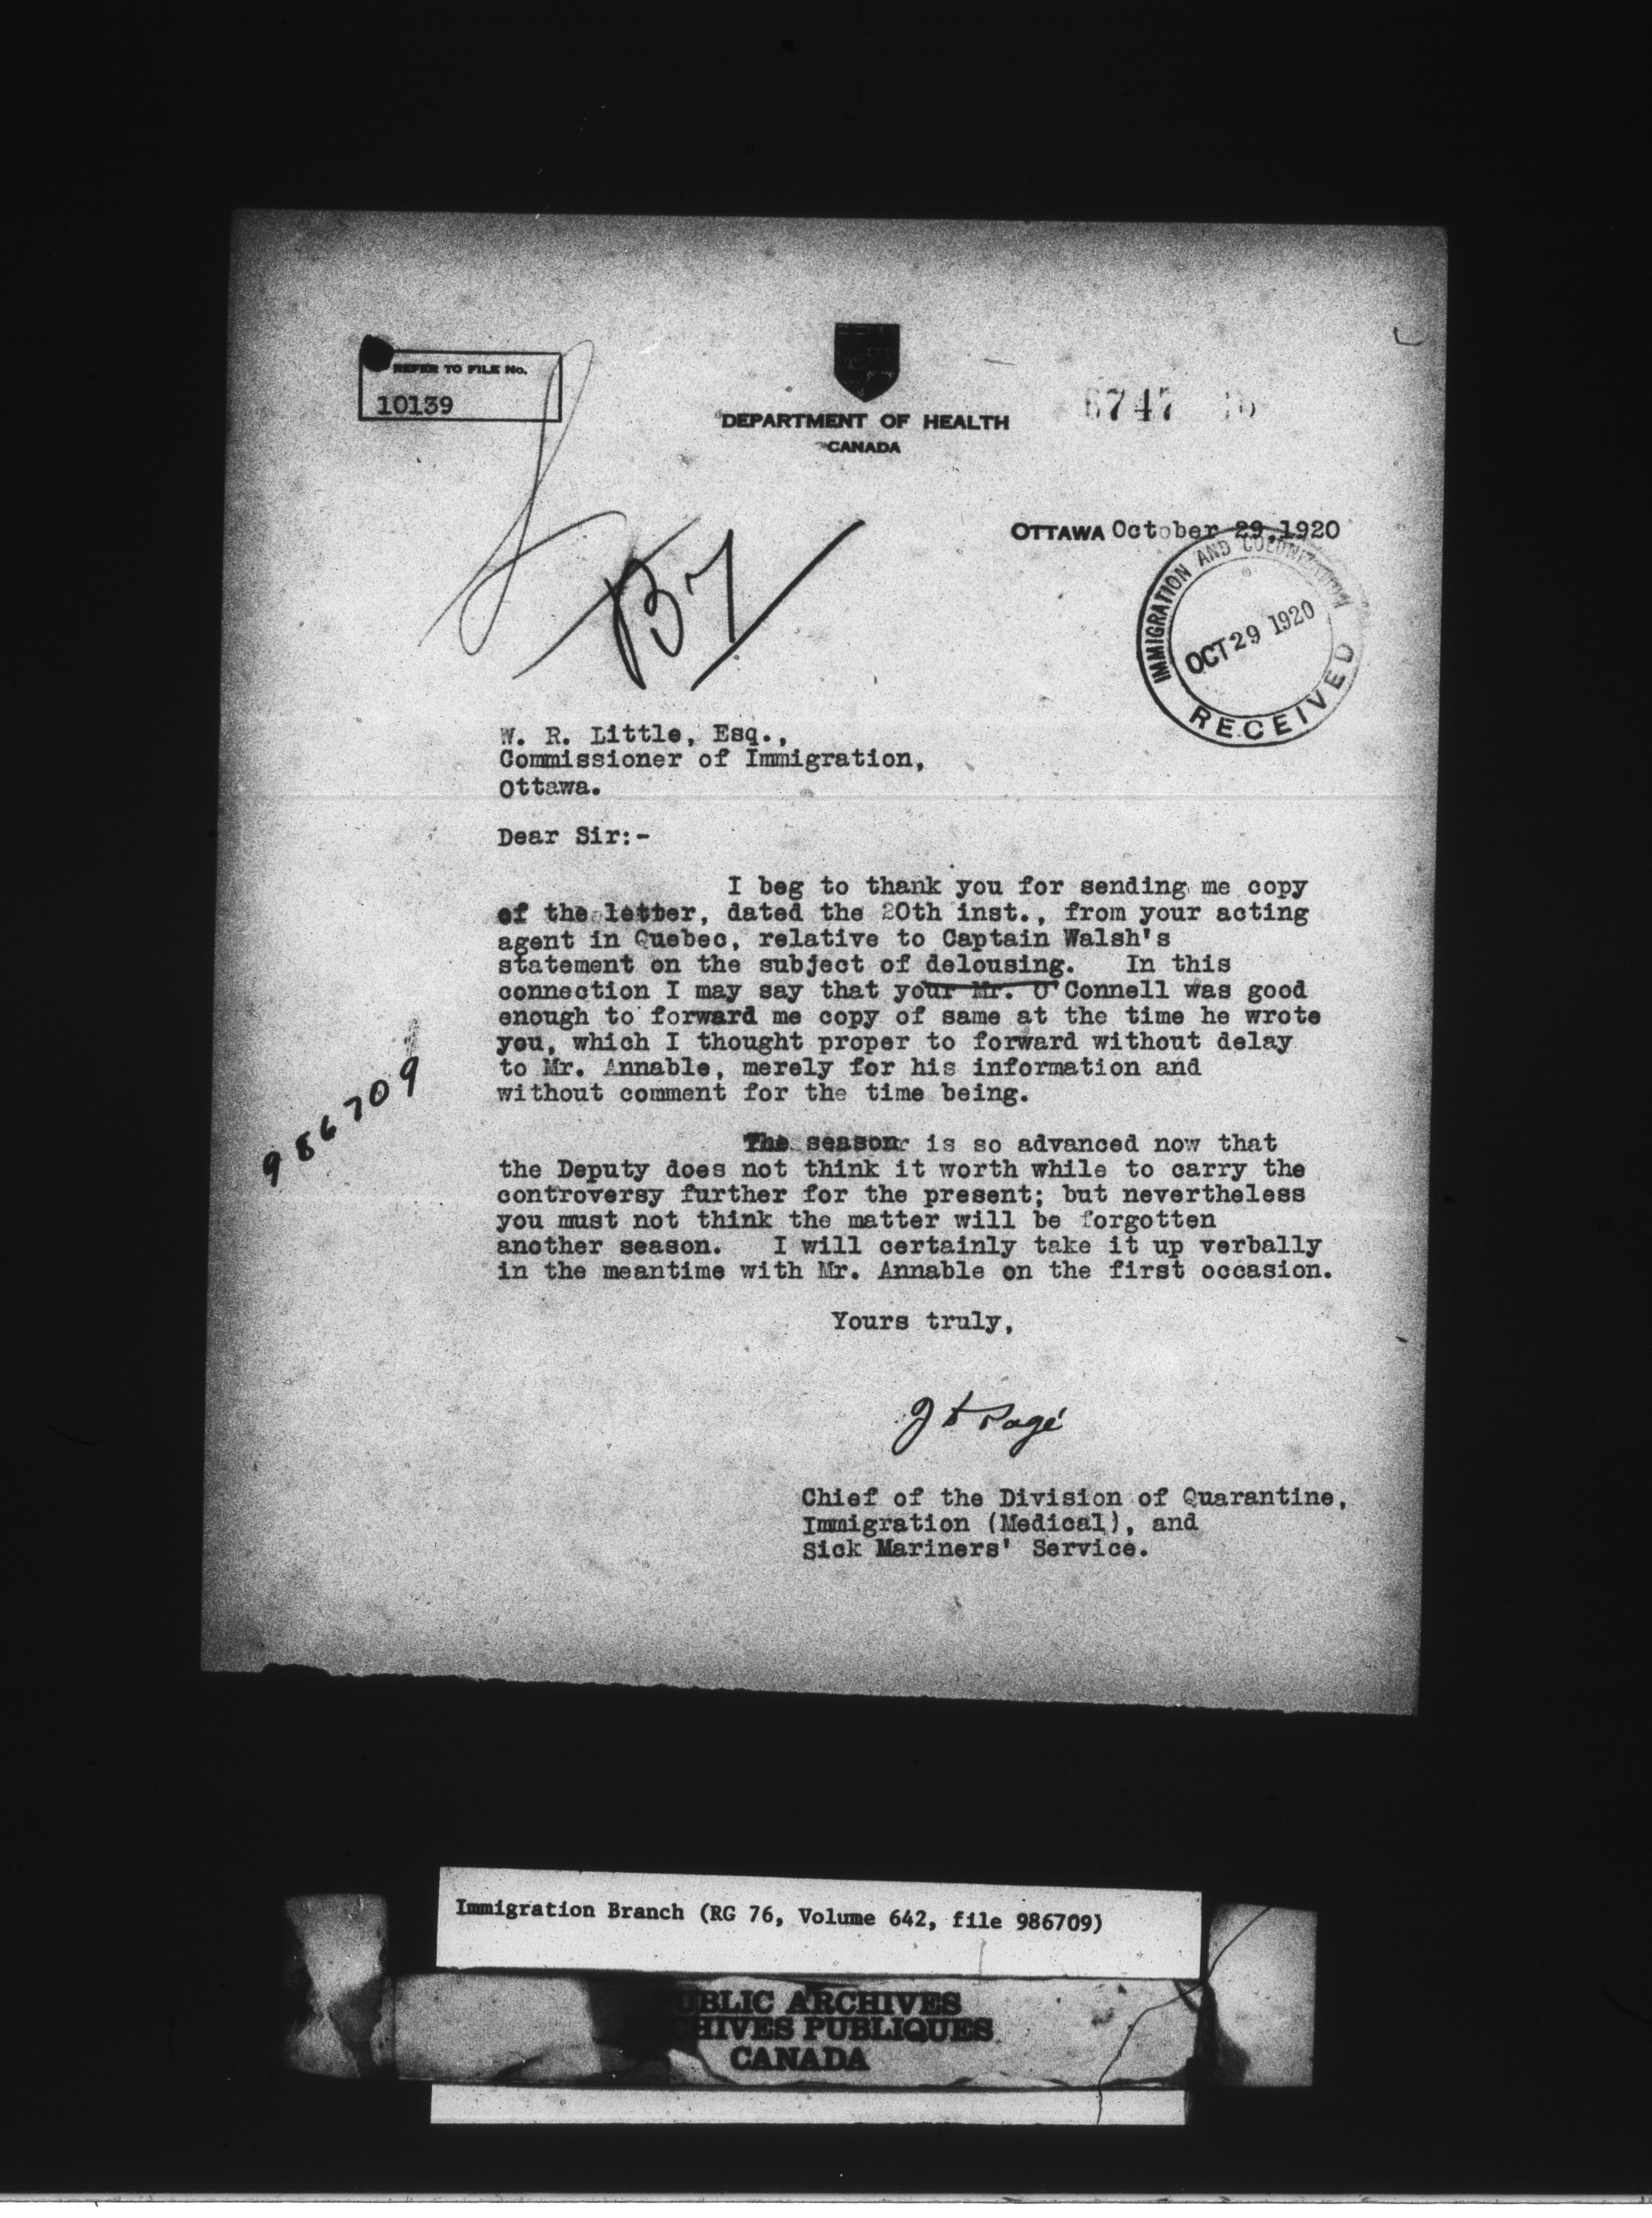 REFER TO FILE No.
10139
DEPARTMENT OF HEALTH
CANADA
6747
OTTAWA October 29, 1920
IMMIGRATION AND COLONIZATION
OCT 29 1920
RECEIVED
W. R. Little, Esq.,
Commissioner of Immigration,
Ottawa.
Dear Sir:-
I beg to thank you for sending me copy
of the letter, dated the 20th inst., from your acting
agent in Quebec, relative to Captain Walsh's
statement on the subject of delousing. In this
connection I may say that your Mr. O'Connell was good
enough to forward me copy of same at the time he wrote
you, which I thought proper to forward without delay
to Mr. Annable, merely for his information and
without comment for the time being.
986709
The season is so advanced now that
the Deputy does not think it worth while to carry the
controversy further for the present; but nevertheless
you must not think the matter will be forgotten
another season. I will certainly take it up verbally
in the meantime with Mr. Annable on the first occasion.
Yours truly,
J D Pagé
Chief of the Division of Quarantine,
Immigration (Medical), and
Sick Mariners' Service.
Immigration Branch (RG 76, Volume 642, file 986709)
UBLIC ARCHIVES
CHIVES PUBLIQUES
CANADA